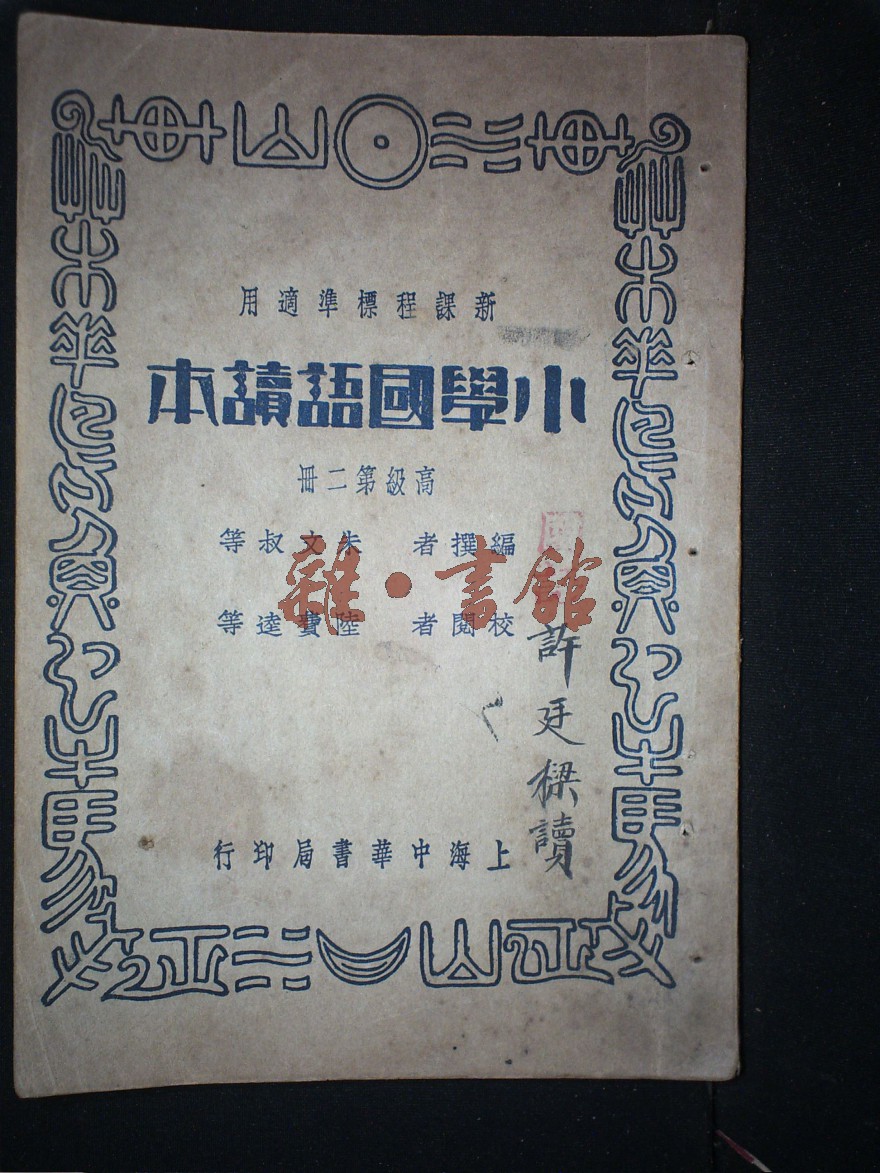 新課程標準適用
小學國語讀本
高級第二冊
編撰者 朱文叔等
校閱者 陸費逵等
許廷樑讀
上海中華書局印行
雜·書館